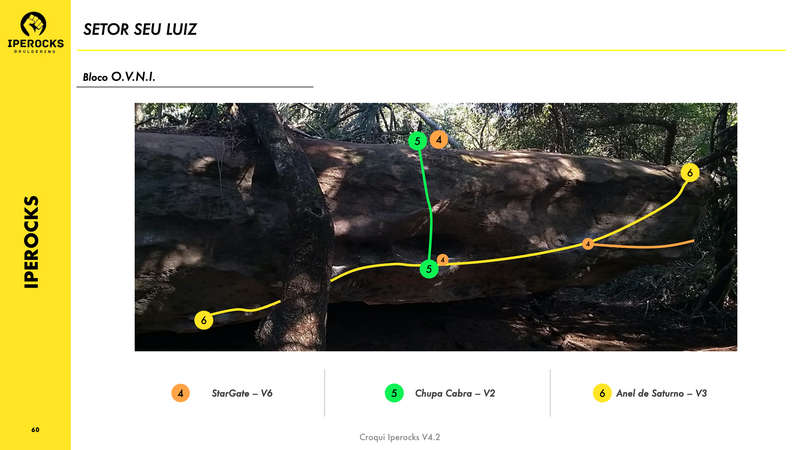 IPEROCKS
BOULDERING
SETOR SEU LUIZ
Bloco O.V.N.I.
IPEROCKS
5 4
6
4
4
5
6
4 StarGate – V6
5 Chupa Cabra – V2
6 Anel de Saturno – V3
60
Croqui Iperocks V4.2